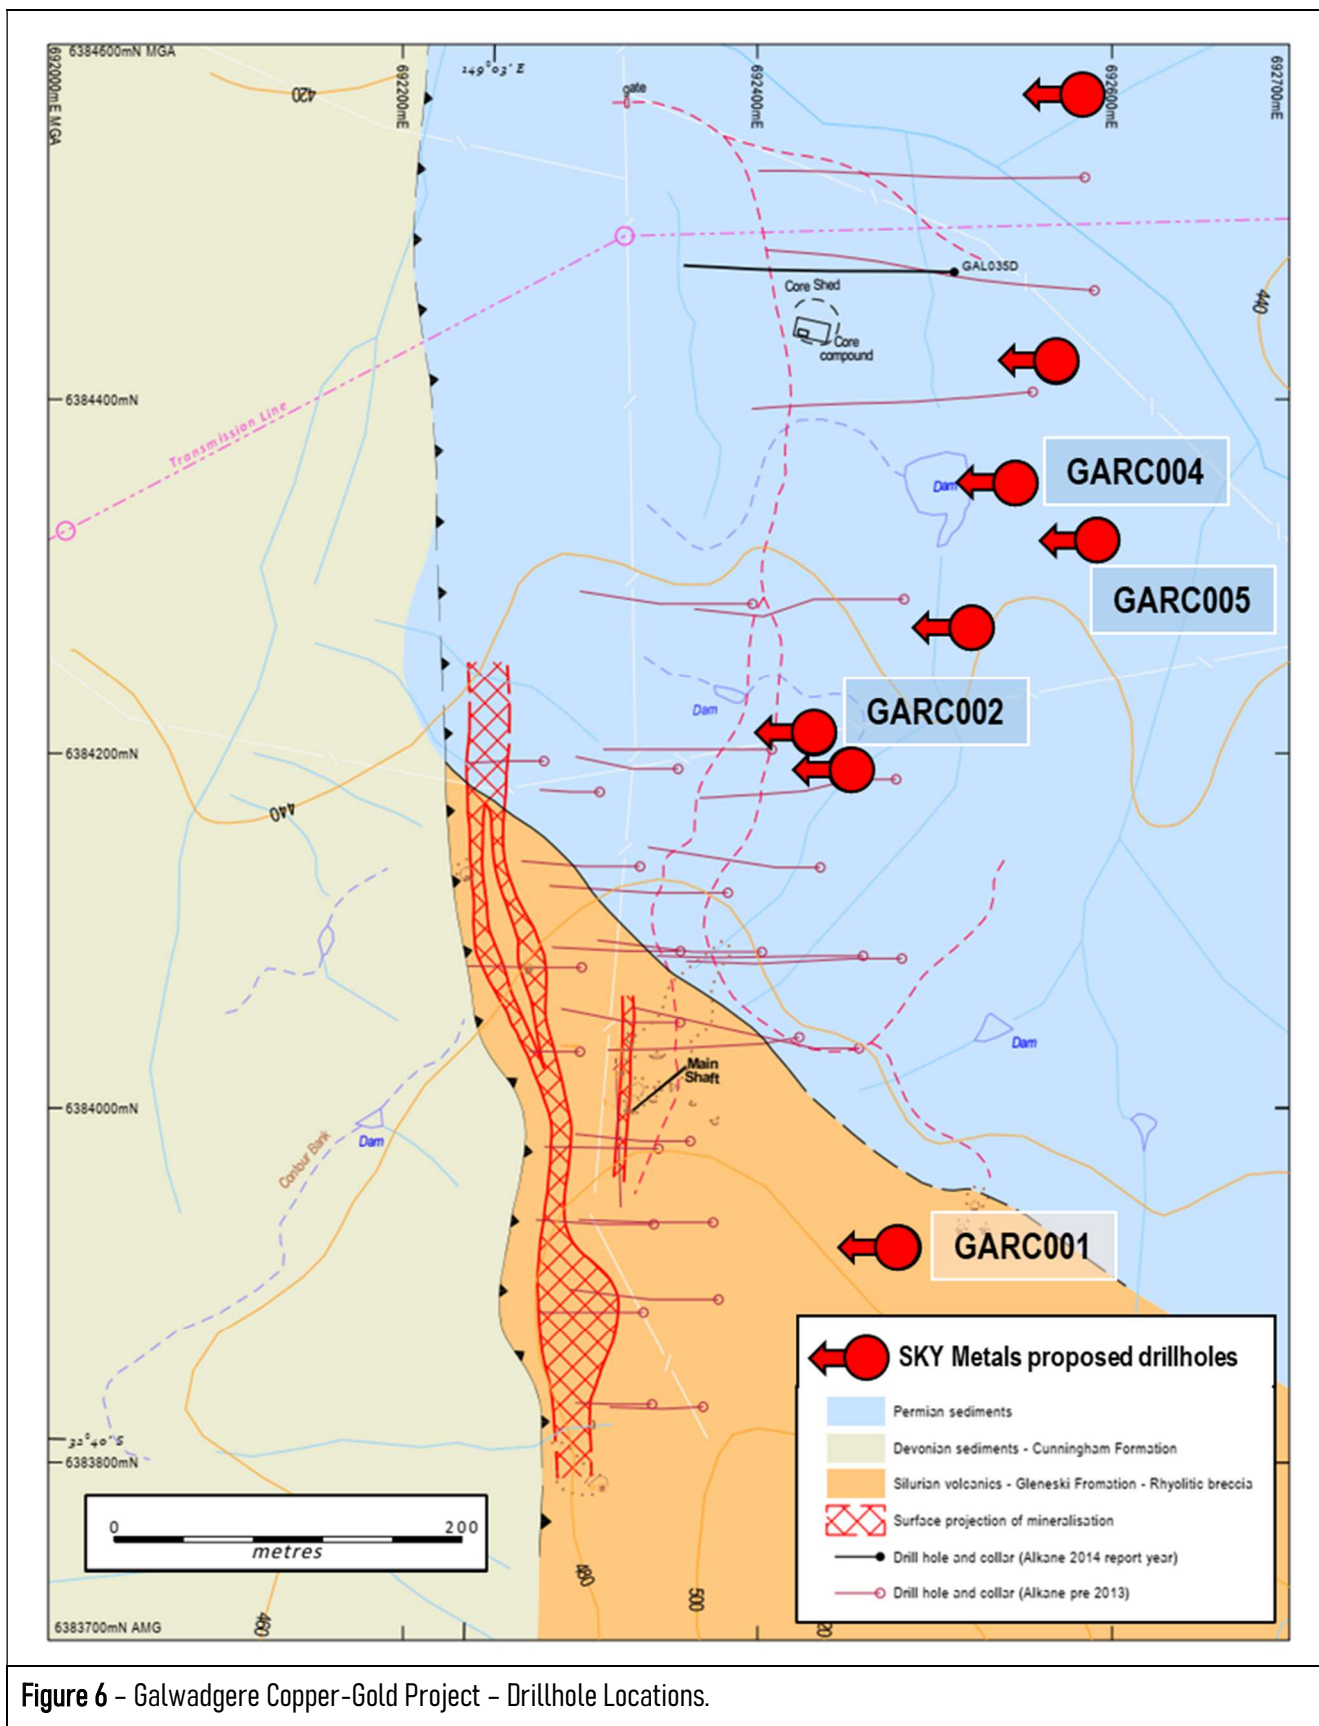 6384600mN MGA
692000mE MGA
692200mE
149°03' E
692400mE
692600mE
692700mE
420
gate
GAL035D
Core Shed
Core
compound
440
6384400mN
Transmission Line
Dam
GARC004
GARC005
Dam
GARC002
6384200mN
440
Dam
Main
Shaft
6384000mN
Dam
Contour Bank
GARC001
SKY Metals proposed drillholes
Permian sediments
Devonian sediments - Cunningham Formation
Silurian volcanics - Gleneski Fromation - Rhyolitic breccia
Surface projection of mineralisation
Drill hole and collar (Alkane 2014 report year)
Drill hole and collar (Alkane pre 2013)
32°40' S
6383800mN
0 200
metres
480
500
460
20
6383700mN AMG
Figure 6 – Galwadgere Copper-Gold Project – Drillhole Locations.